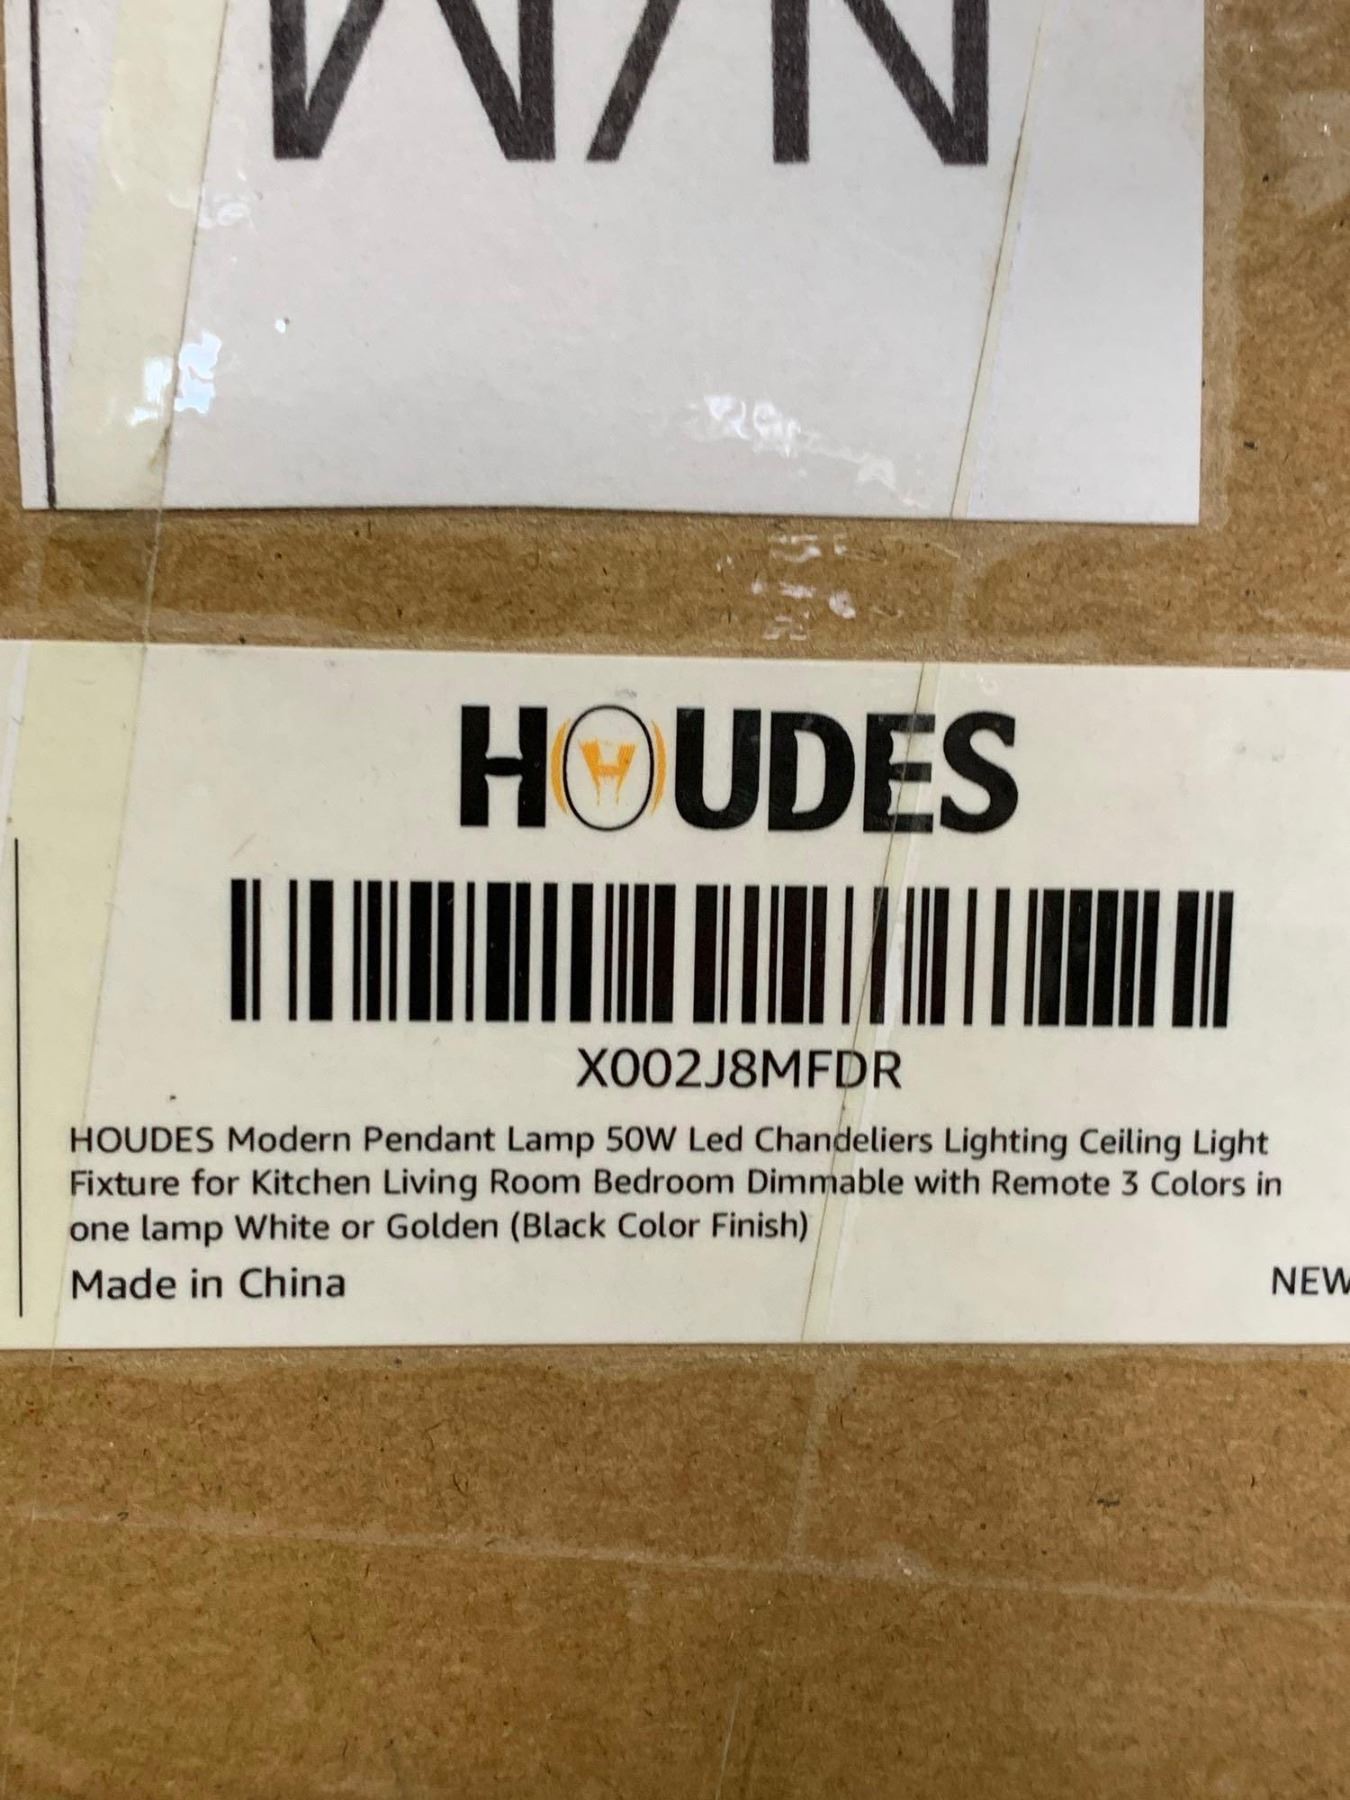 HOUDES
X002J8MFDR
HOUDES Modern Pendant Lamp 50W Led Chandeliers Lighting Ceiling Light
Fixture for Kitchen Living Room Bedroom Dimmable with Remote 3 Colors in
one lamp White or Golden (Black Color Finish)
Made in China
NEW